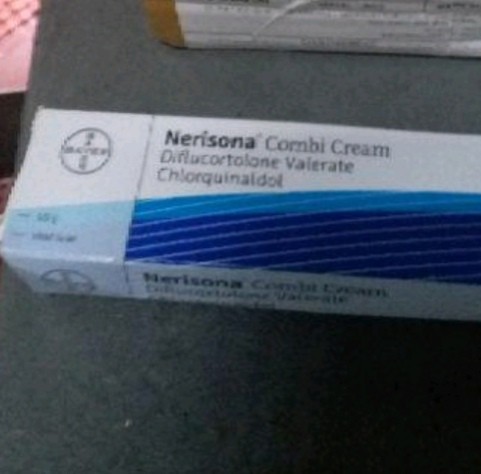 BAYER
Nerisona® Combi Cream
Diflucortolone Valerate
Chlorquinaldol
Nerisona Combi Cream
Diflucortolone Valerate